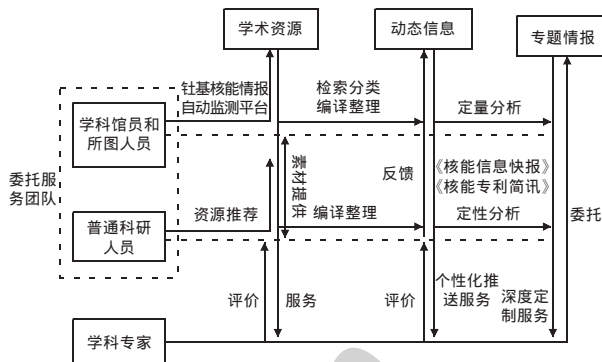 学术资源
动态信息
专题情报
钍基核能情报
自动监测平台
检索分类
编译整理
定量分析
学科馆员和
所图人员
委托服
务团队
素材提供
反馈
《核能信息快报》
《核能专利简讯》
普通科研
人员
资源推荐
编译整理
定性分析
委托
评价
服务
评价
个性化推
送服务
深度定
制服务
学科专家